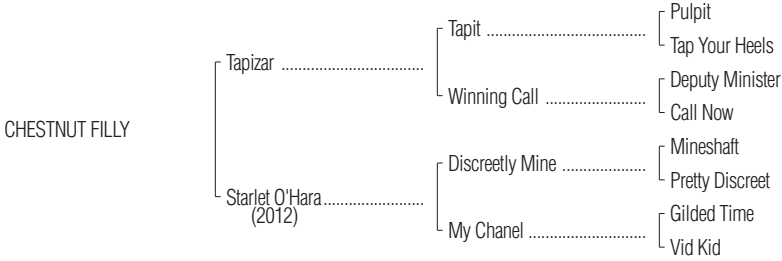 Pulpit
Tapit ....................................
Tap Your Heels
Tapizar .................................
Deputy Minister
Winning Call .........................
Call Now
CHESTNUT FILLY
Mineshaft
Discreetly Mine .....................
Pretty Discreet
Starlet O'Hara.......................
(2012)
Gilded Time
My Chanel ............................
Vid Kid